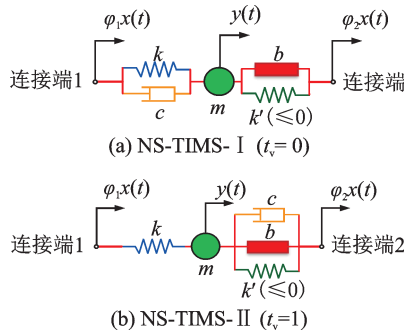 φ₁x(t) y(t) φ₂x(t)
k b
连接端1 连接端
c m k′(≤0)
(a) NS-TIMS-Ⅰ (tᵥ= 0)
φ₁x(t) y(t) c φ₂x(t)
连接端1 k b 连接端2
m k′(≤0)
(b) NS-TIMS-Ⅱ (tᵥ=1)